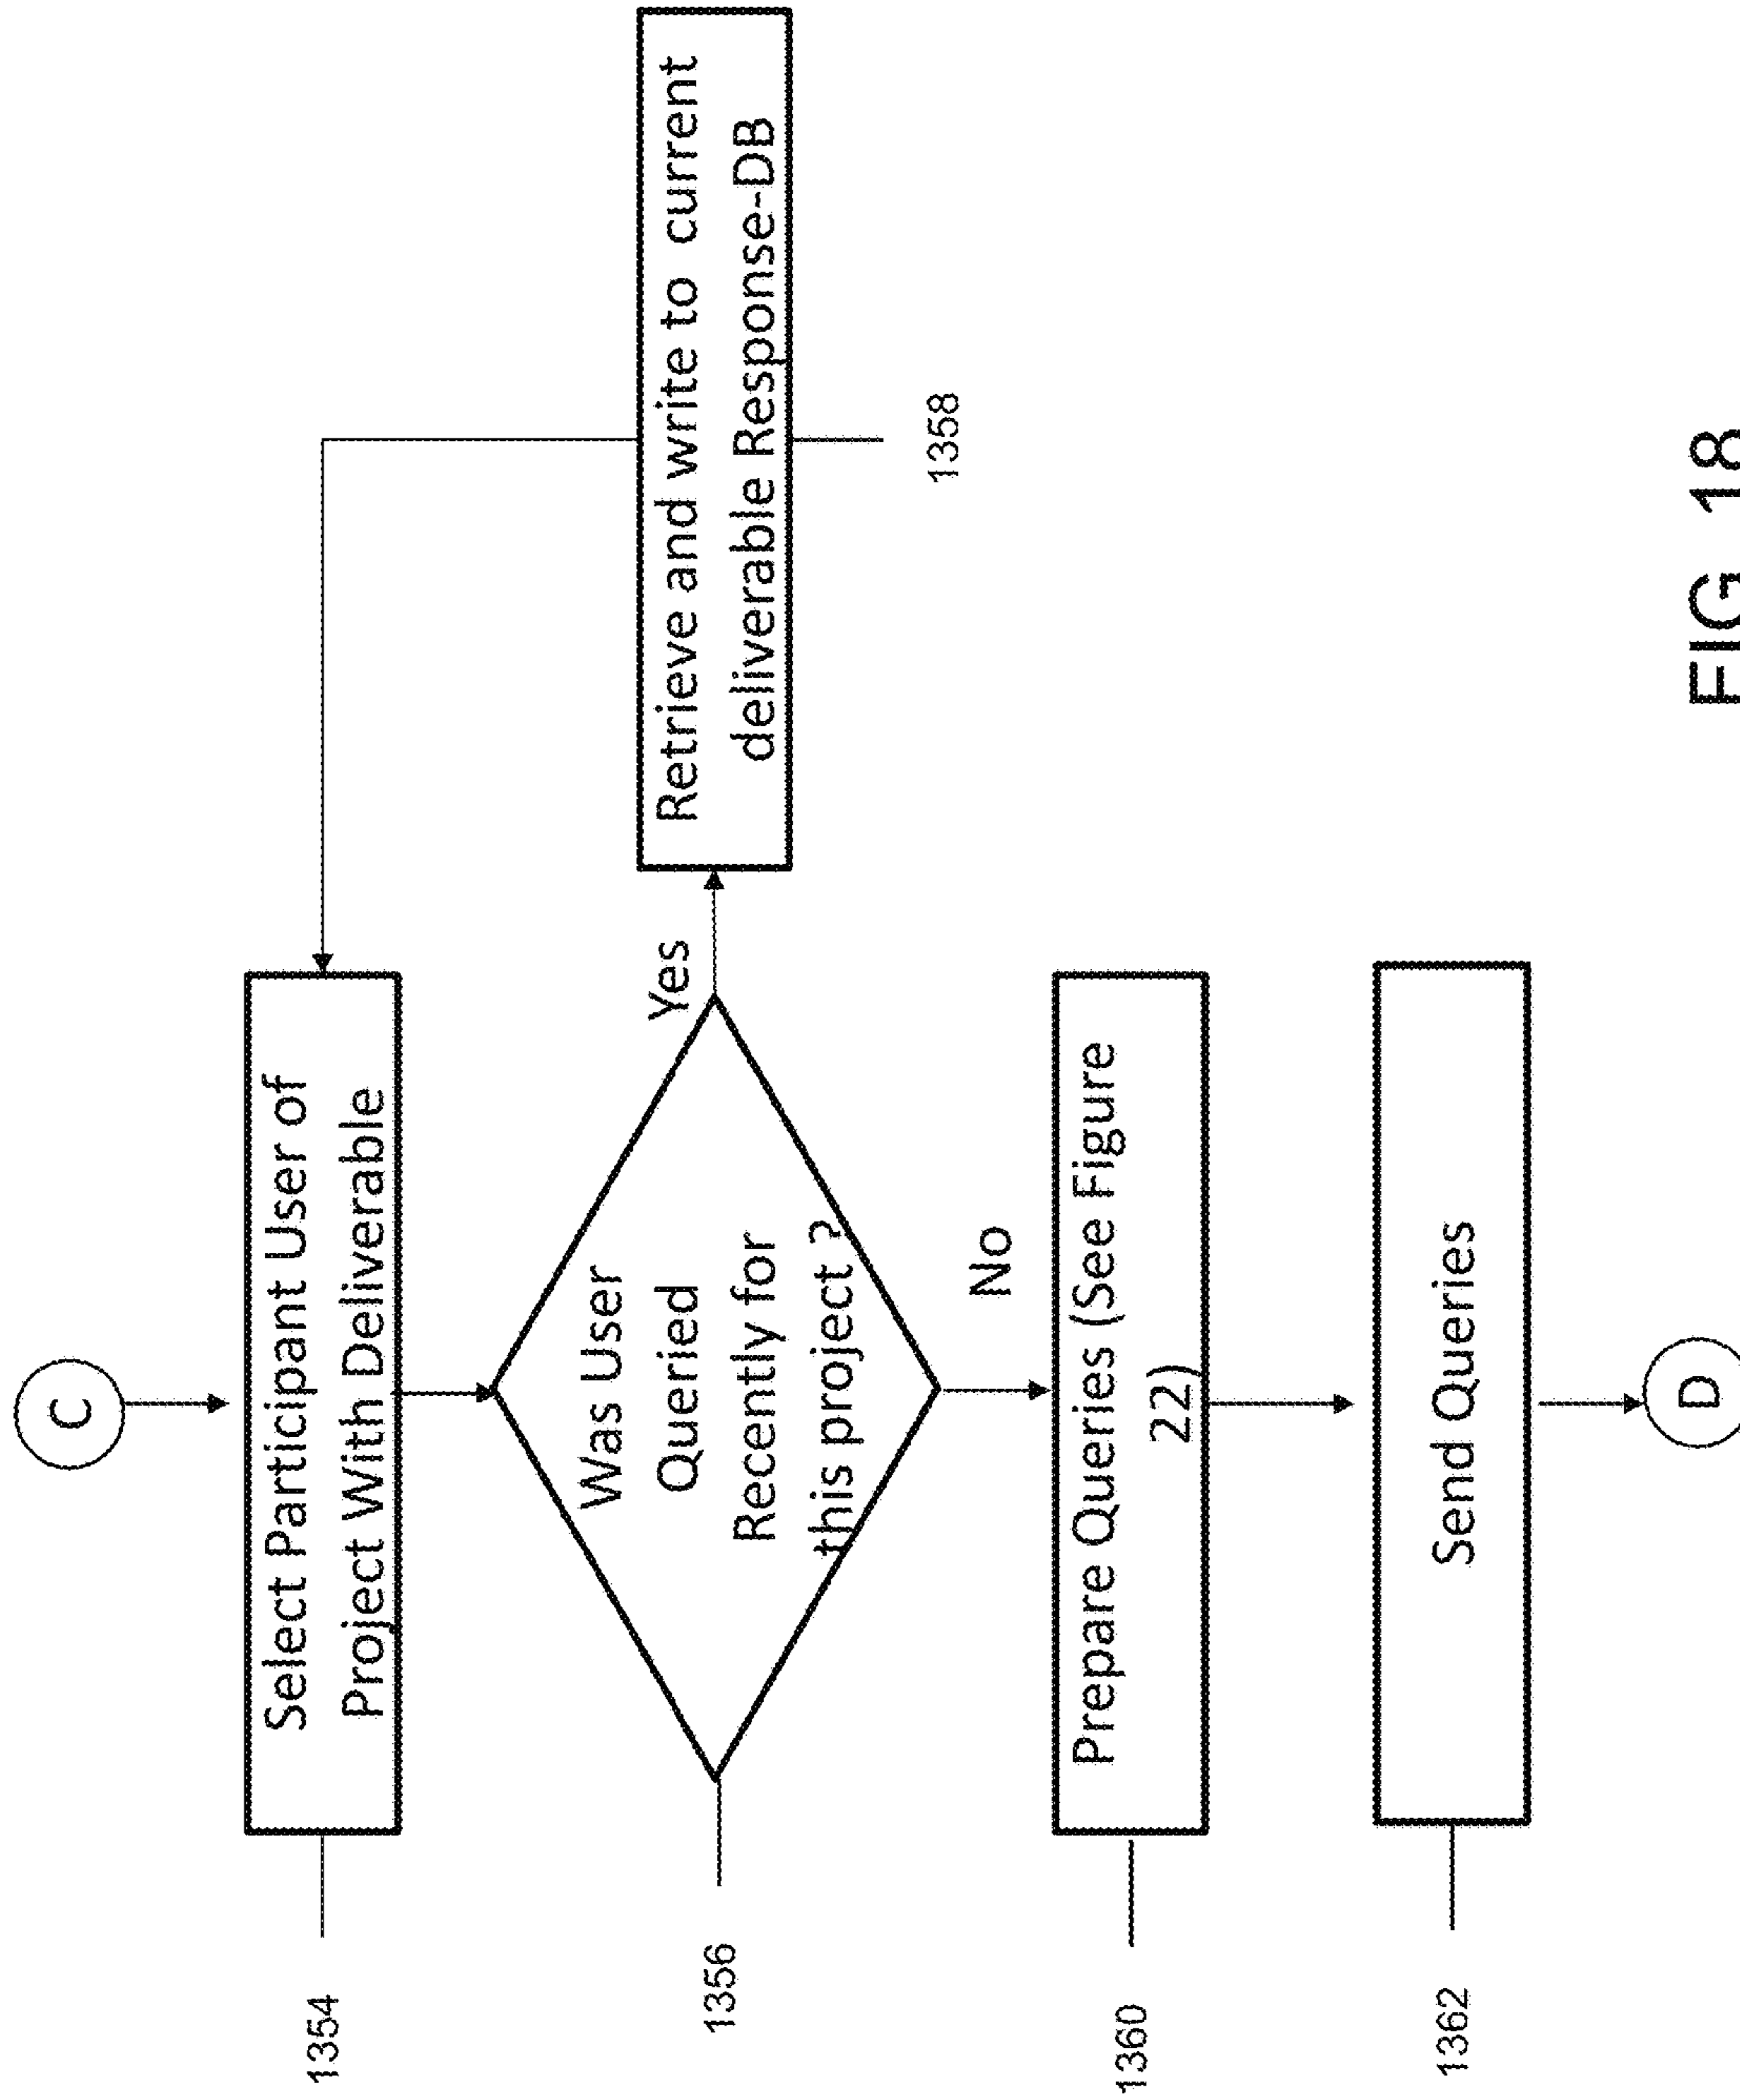 C
Select Participant User of
Project With Deliverable
1354
Was User
Queried
Recently for
this project ?
1356
Yes
Retrieve and write to current
deliverable Response-DB
1358
No
Prepare Queries (See Figure
22)
1360
Send Queries
1362
D
FIG 18